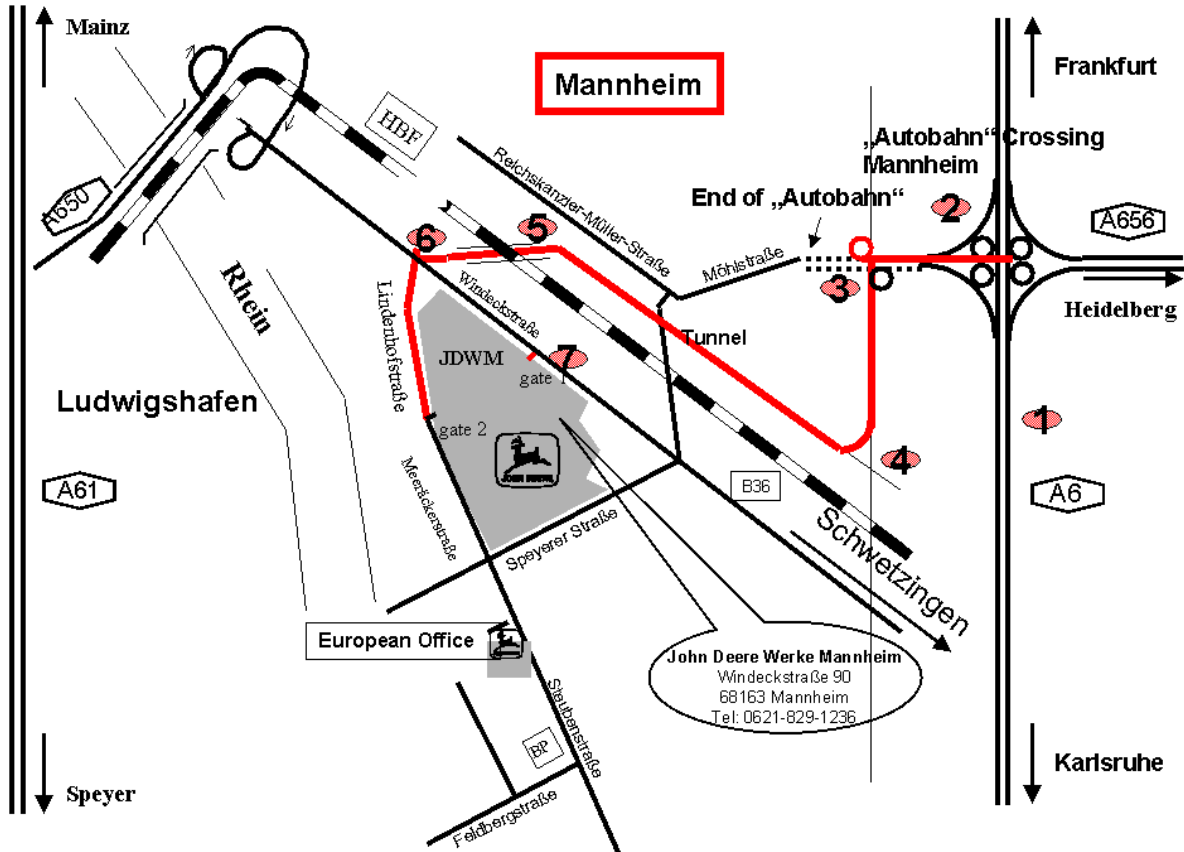 Mainz
Mannheim
Frankfurt
HBF
Reichskanzler-Müller-Straße
„Autobahn“ Crossing
Mannheim
End of „Autobahn“
2
A656
A650
6
5
Möhlstraße
3
Heidelberg
Rhein
Lindenhofstraße
Windeckstraße
Tunnel
JDWM
7
gate 1
Ludwigshafen
gate 2
1
4
JOHN DEERE
A61
B36
A6
Meeräckerstraße
Speyerer Straße
Schwetzingen
European Office
John Deere Werke Mannheim
Windeckstraße 90
68163 Mannheim
Tel: 0621-829-1236
Steubenstraße
BP
Karlsruhe
Speyer
Feldbergstraße